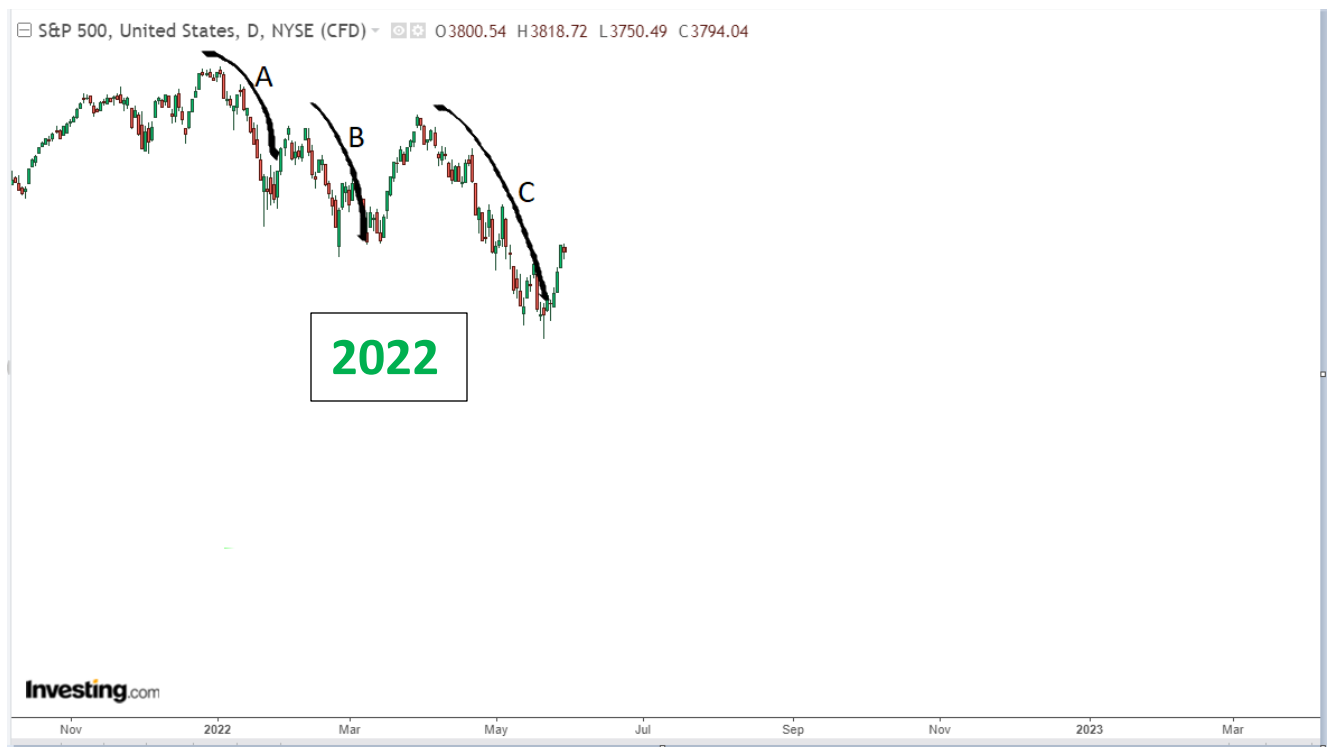 S&P 500, United States, D, NYSE (CFD) O3800.54 H3818.72 L3750.49 C3794.04
A
B
C
2022
Investing.com
Nov 2022 Mar May Jul Sep Nov 2023 Mar